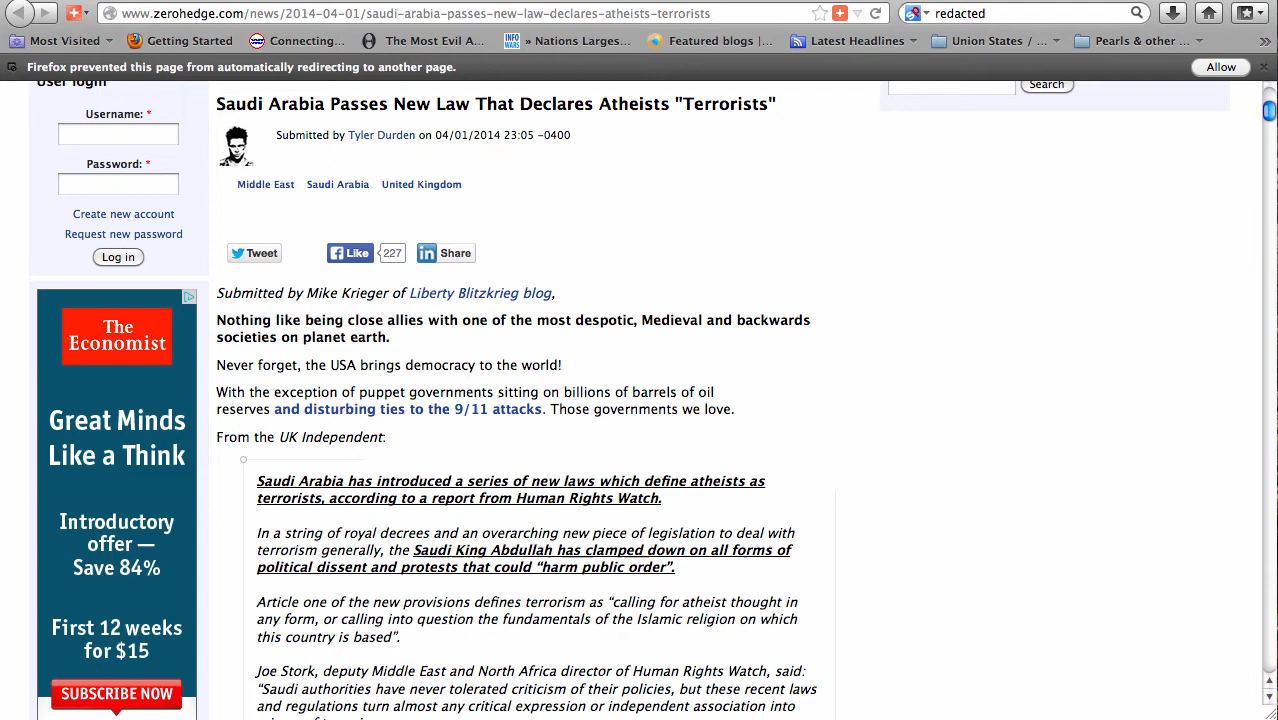 www.zerohedge.com/news/2014-04-01/saudi-arabia-passes-new-law-declares-atheists-terrorists
redacted
Most Visited
Getting Started
Connecting...
The Most Evil A...
INFO WARS
» Nations Larges...
Featured blogs |...
Latest Headlines
Union States / ...
Pearls & other ...
Firefox prevented this page from automatically redirecting to another page.
Allow
User login
Username: *
Password: *
Create new account
Request new password
Log in
Search
Saudi Arabia Passes New Law That Declares Atheists "Terrorists"
Submitted by Tyler Durden on 04/01/2014 23:05 -0400
Middle East Saudi Arabia United Kingdom
Tweet
Like 227
in Share
Submitted by Mike Krieger of Liberty Blitzkrieg blog,
Nothing like being close allies with one of the most despotic, Medieval and backwards
societies on planet earth.
Never forget, the USA brings democracy to the world!
With the exception of puppet governments sitting on billions of barrels of oil
reserves and disturbing ties to the 9/11 attacks. Those governments we love.
From the UK Independent:
Saudi Arabia has introduced a series of new laws which define atheists as
terrorists, according to a report from Human Rights Watch.
In a string of royal decrees and an overarching new piece of legislation to deal with
terrorism generally, the Saudi King Abdullah has clamped down on all forms of
political dissent and protests that could “harm public order”.
Article one of the new provisions defines terrorism as “calling for atheist thought in
any form, or calling into question the fundamentals of the Islamic religion on which
this country is based”.
Joe Stork, deputy Middle East and North Africa director of Human Rights Watch, said:
“Saudi authorities have never tolerated criticism of their policies, but these recent laws
and regulations turn almost any critical expression or independent association into
The
Economist
Great Minds
Like a Think
Introductory
offer —
Save 84%
First 12 weeks
for $15
SUBSCRIBE NOW